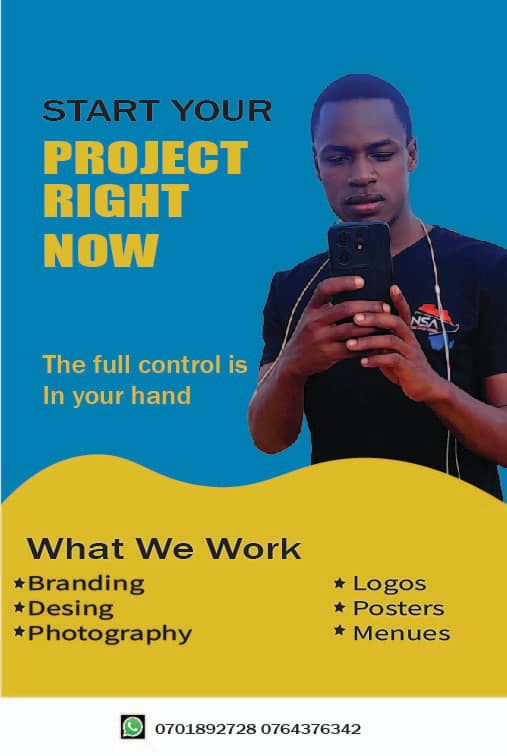 START YOUR
PROJECT
RIGHT
NOW
NSA
The full control is
In your hand
What We Work
Branding
Desing
Photography
Logos
Posters
Menues
0701892728 0764376342